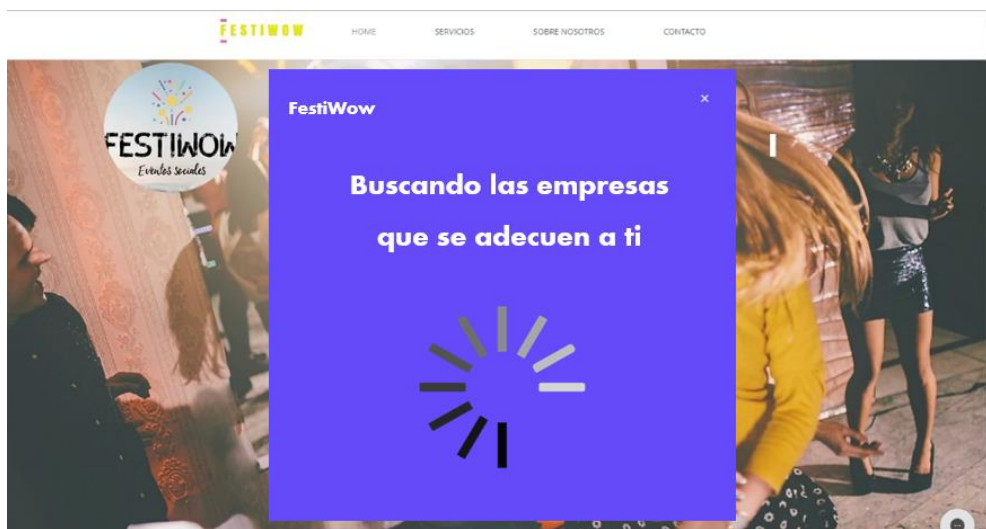 FESTIWOW
HOME
SERVICIOS
SOBRE NOSOTROS
CONTACTO
FESTIWOW
Eventos sociales
FestiWow
×
Buscando las empresas
que se adecuen a ti